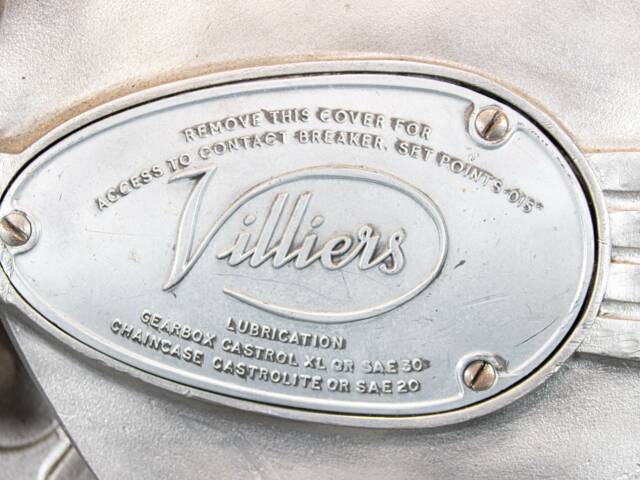 REMOVE THIS COVER FOR
ACCESS TO CONTACT-BREAKER. SET POINTS ·015"
Villiers
LUBRICATION
GEARBOX CASTROL XL OR SAE 30
CHAINCASE CASTROLITE OR SAE 20